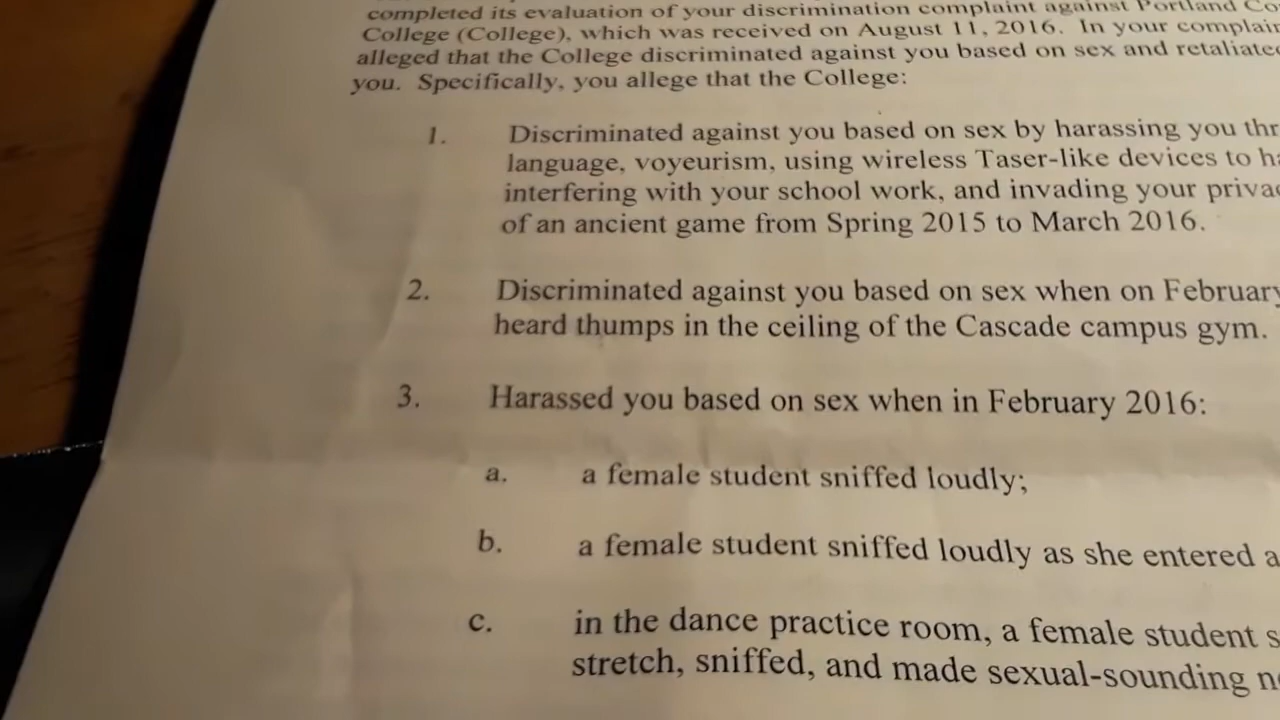 completed its evaluation of your discrimination complaint against Portland
College (College), which was received on August 11, 2016. In your
alleged that the College discriminated against you based on sex and
you. Specifically, you allege that the College:
1. Discriminated against you based on sex by harassing you
language, voyeurism, using wireless Taser-like devices to
interfering with your school work, and invading your
of an ancient game from Spring 2015 to March 2016.
2. Discriminated against you based on sex when on February
heard thumps in the ceiling of the Cascade campus gym.
3. Harassed you based on sex when in February 2016:
a. a female student sniffed loudly;
b. a female student sniffed loudly as she entered
c. in the dance practice room, a female student
stretch, sniffed, and made sexual-sounding